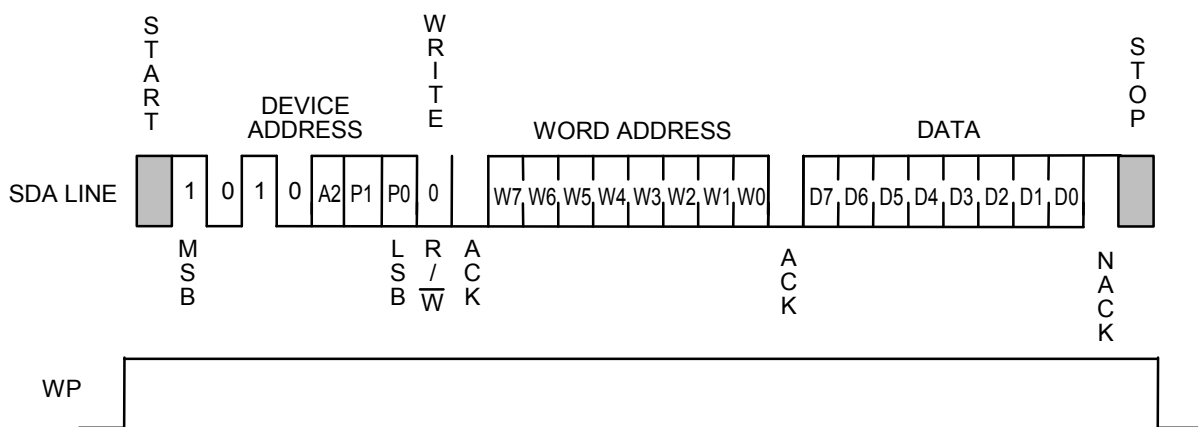 START
WRITE
STOP
DEVICE
ADDRESS
WORD ADDRESS
DATA
SDA LINE
1 0 1 0 A2 P1 P0 0 W7 W6 W5 W4 W3 W2 W1 W0 D7 D6 D5 D4 D3 D2 D1 D0
MSB
LSB
R/W̅
ACK
ACK
NACK
WP